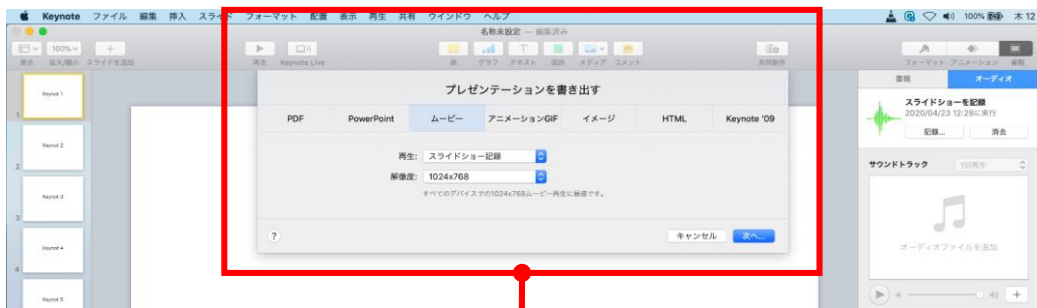 Keynote ファイル 編集 挿入 スライド フォーマット 配置 表示 再生 共有 ウインドウ ヘルプ 100% 木12
名称未設定 — 編集済み
100%
表示 拡大/縮小 スライドを追加 再生 Keynote Live 表 グラフ テキスト 図形 メディア コメント 共同制作 フォーマット アニメーション 書類
書類 オーディオ
プレゼンテーションを書き出す
PDF PowerPoint ムービー アニメーションGIF イメージ HTML Keynote '09
再生: スライドショー記録
解像度: 1024x768
すべてのデバイスでの1024x768ムービー再生に最適です。
? キャンセル 次へ...
スライドショーを記録
2020/04/23 12:28に実行
記録... 消去
サウンドトラック 1回再生
オーディオファイルを追加
Keynot 1
1
Keynot 2
2
Keynot 3
3
Keynot 4
4
Keynot 5